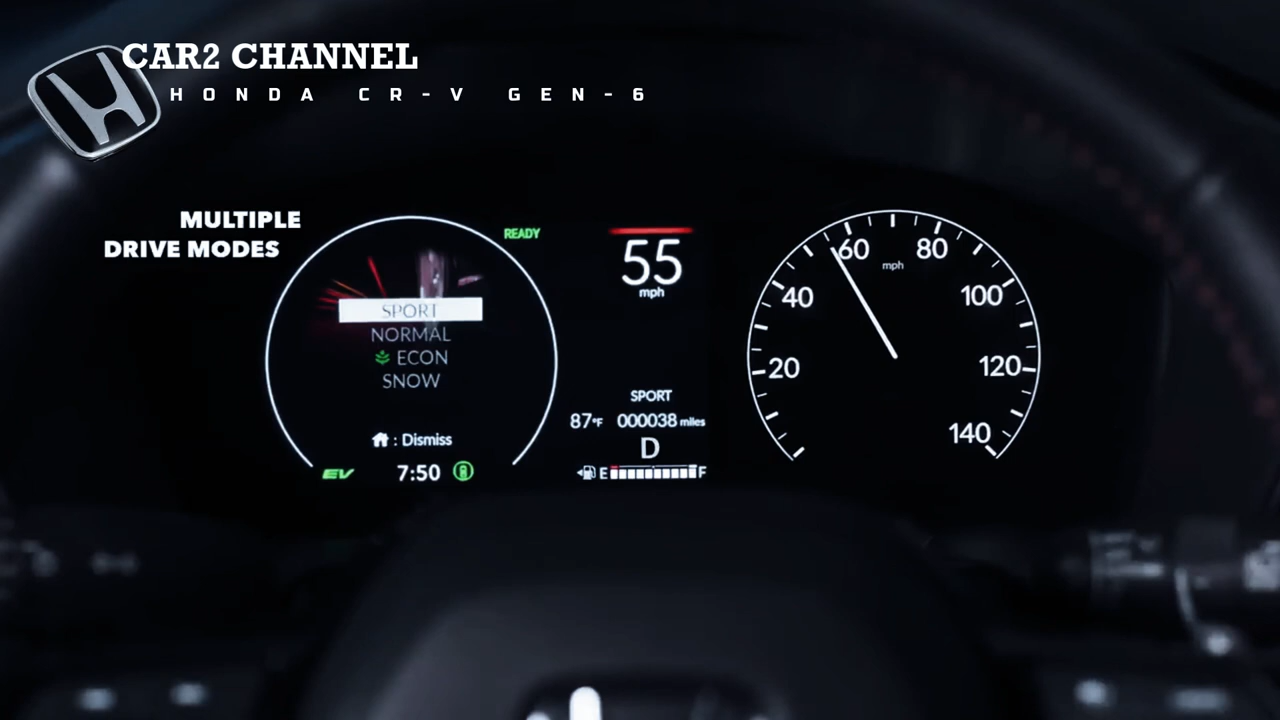 CAR2 CHANNEL
HONDA CR-V GEN-6
MULTIPLE
DRIVE MODES
READY
SPORT
NORMAL
ECON
SNOW
: Dismiss
EV
7:50
55
mph
SPORT
87°F 000038 miles
D
E F
20
40
60
80
100
120
140
mph